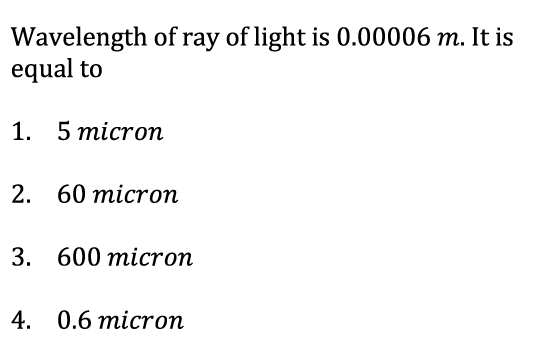 Wavelength of ray of light is 0.00006 m. It is
equal to
1. 5 micron
2. 60 micron
3. 600 micron
4. 0.6 micron